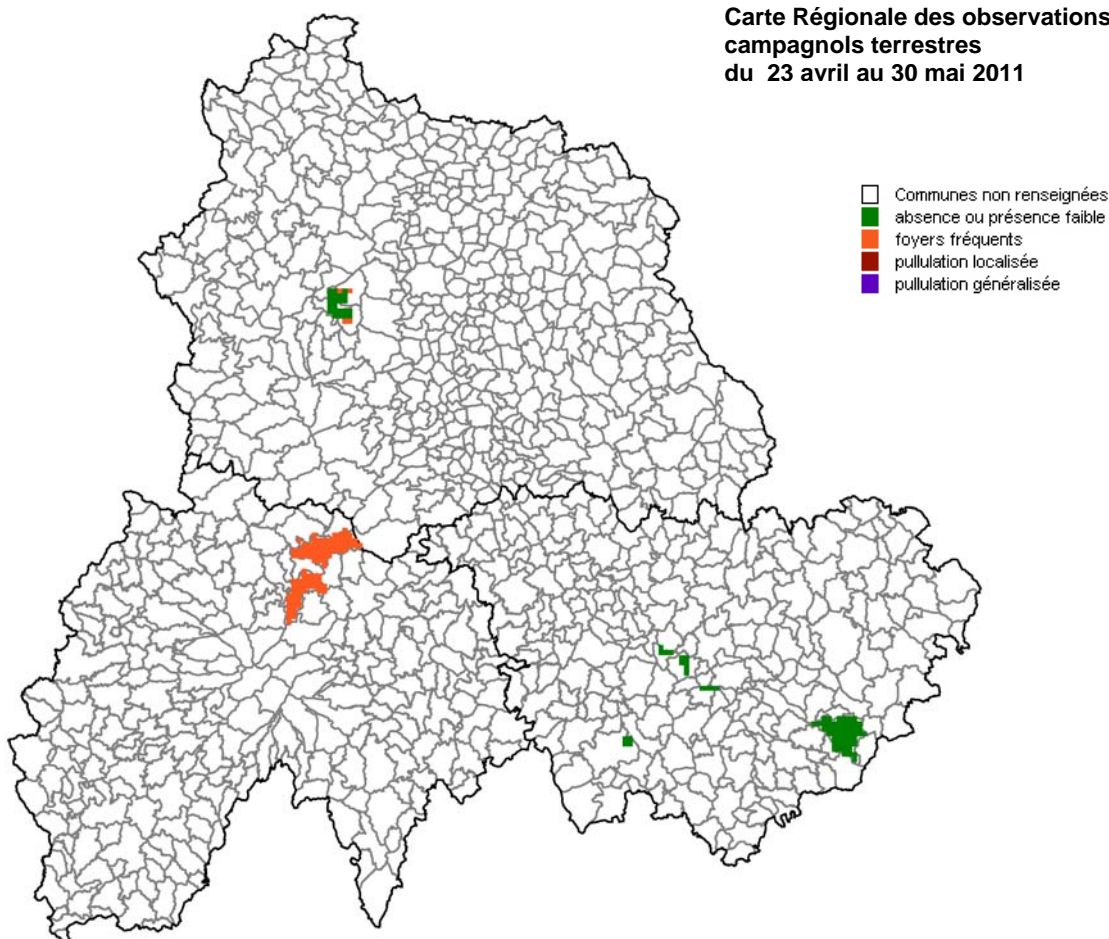 Carte Régionale des observations
campagnols terrestres
du 23 avril au 30 mai 2011
Communes non renseignées
absence ou présence faible
foyers fréquents
pullulation localisée
pullulation généralisée